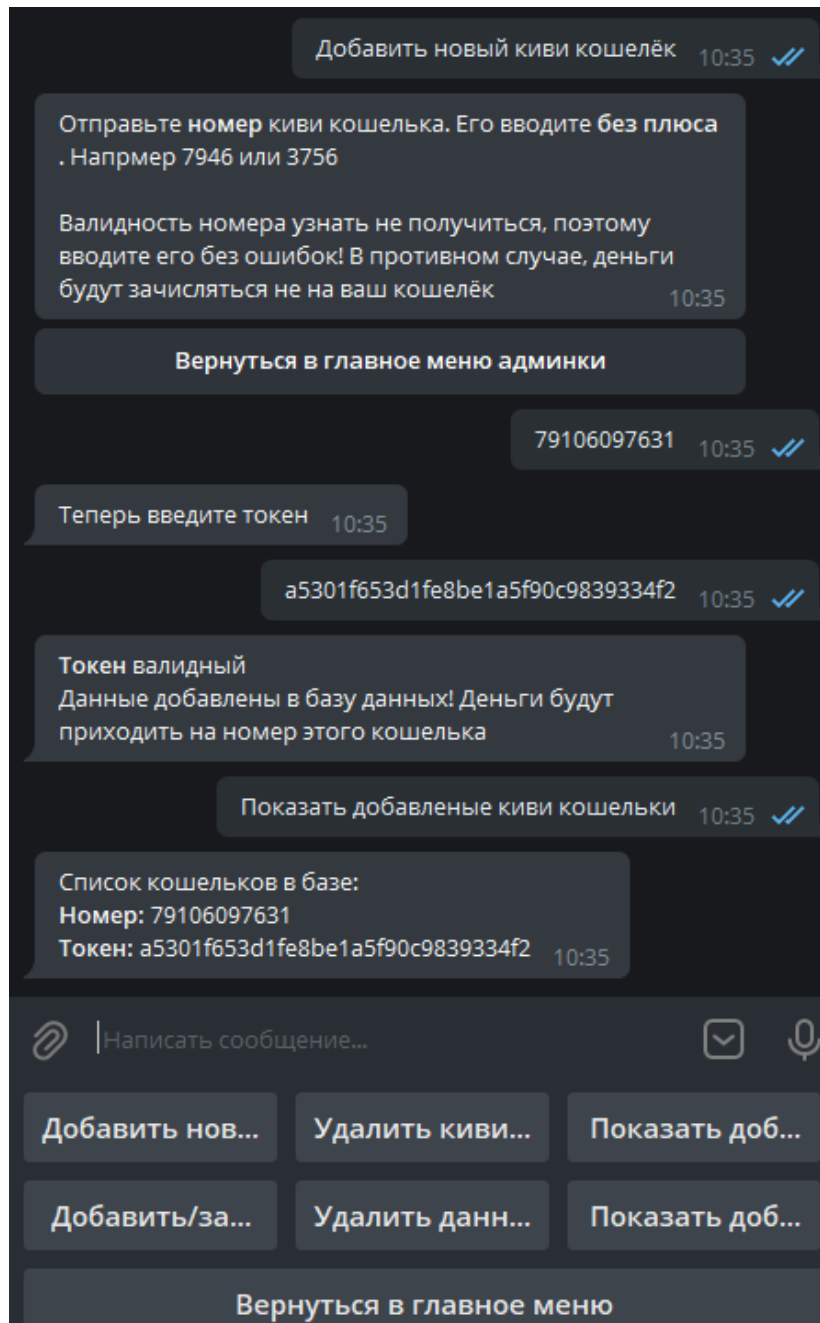 Добавить новый киви кошелёк 10:35
Отправьте номер киви кошелька. Его вводите без плюса
. Напрмер 7946 или 3756
Валидность номера узнать не получиться, поэтому
вводите его без ошибок! В противном случае, деньги
будут зачисляться не на ваш кошелёк 10:35
Вернуться в главное меню админки
79106097631 10:35
Теперь введите токен 10:35
a5301f653d1fe8be1a5f90c9839334f2 10:35
Токен валидный
Данные добавлены в базу данных! Деньги будут
приходить на номер этого кошелька 10:35
Показать добавленые киви кошельки 10:35
Список кошельков в базе:
Номер: 79106097631
Токен: a5301f653d1fe8be1a5f90c9839334f2 10:35
Написать сообщение...
Добавить нов... Удалить киви... Показать доб...
Добавить/за... Удалить данн... Показать доб...
Вернуться в главное меню